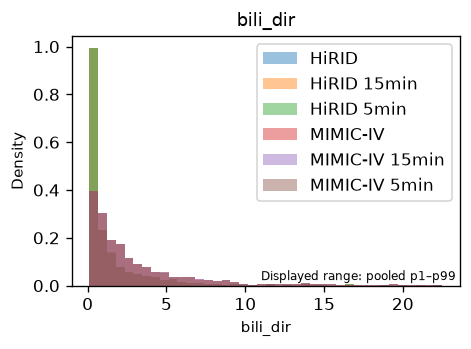 bili_dir
1.0
0.8
0.6
0.4
0.2
0.0
Density
HiRID
HiRID 15min
HiRID 5min
MIMIC-IV
MIMIC-IV 15min
MIMIC-IV 5min
Displayed range: pooled p1–p99
0 5 10 15 20
bili_dir